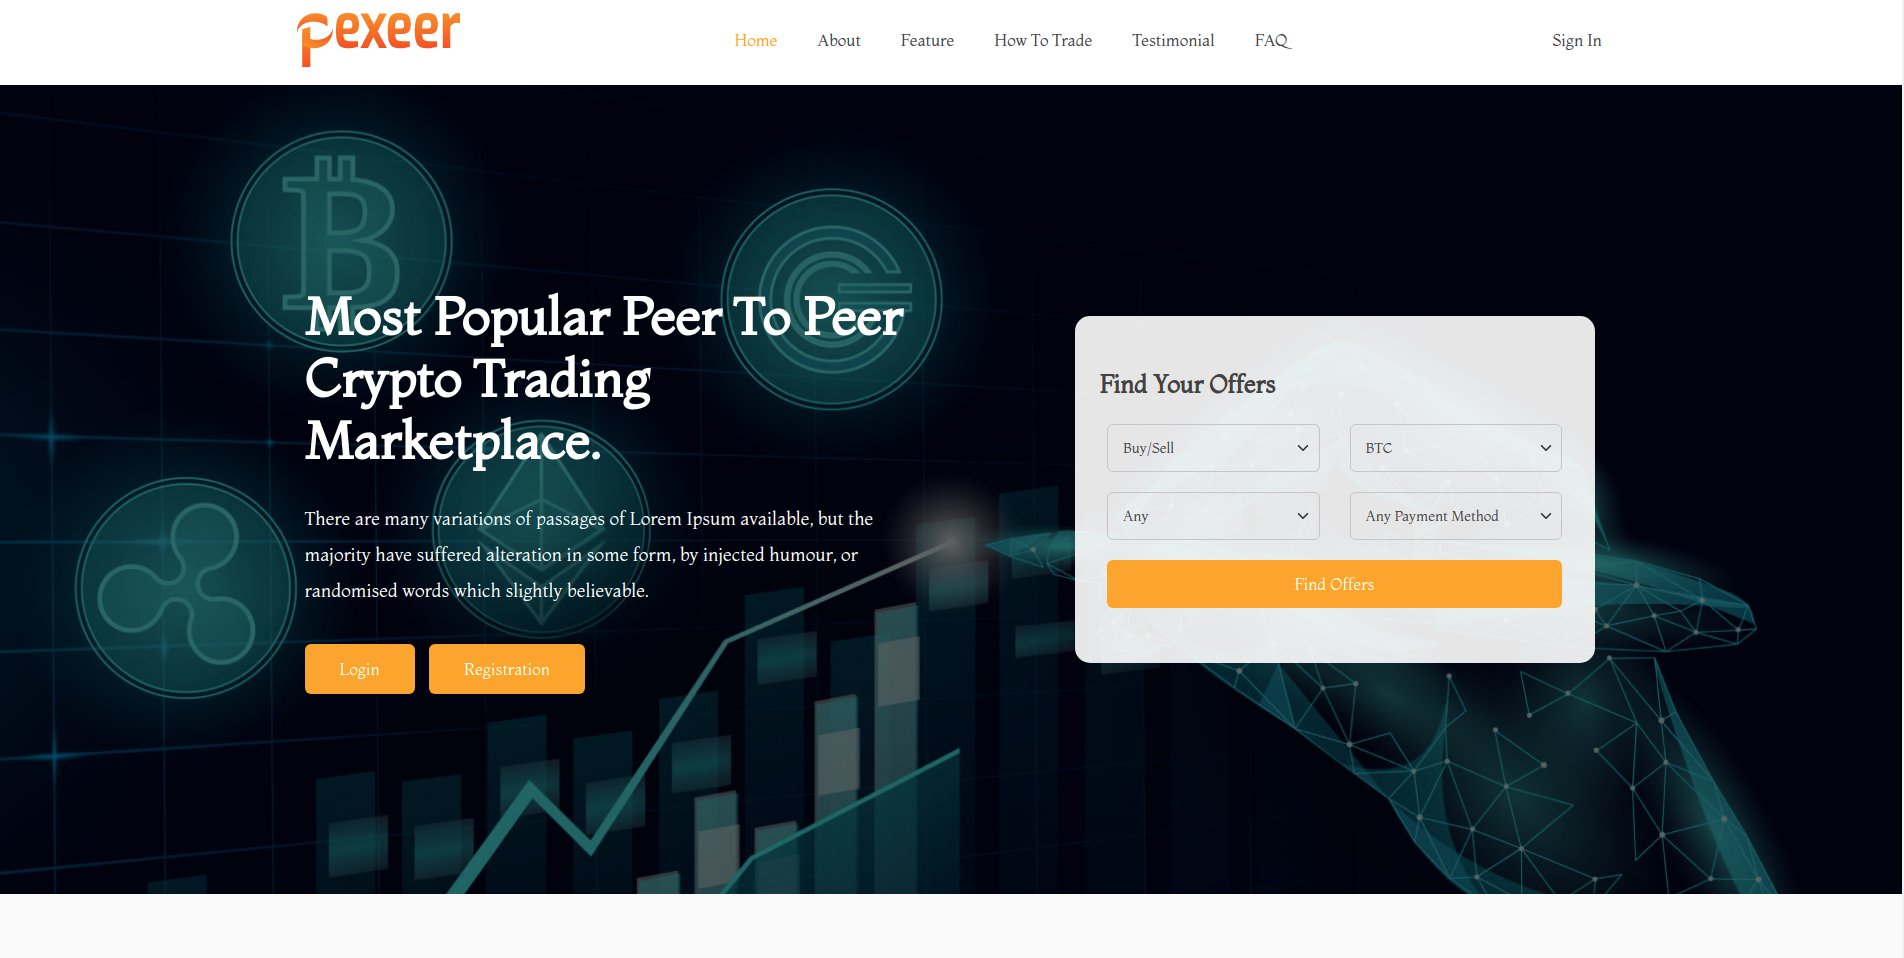 pexeer
Home About Feature How To Trade Testimonial FAQ Sign In
Most Popular Peer To Peer
Crypto Trading
Marketplace.
There are many variations of passages of Lorem Ipsum available, but the
majority have suffered alteration in some form, by injected humour, or
randomised words which slightly believable.
Login Registration
Find Your Offers
Buy/Sell BTC
Any Any Payment Method
Find Offers